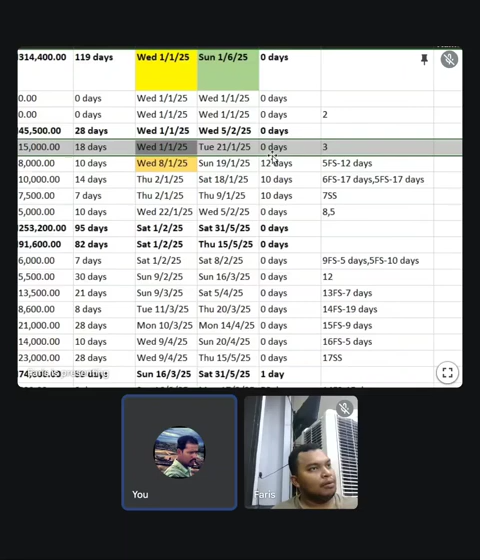 314,400.00 119 days Wed 1/1/25 Sun 1/6/25 0 days
0.00 0 days Wed 1/1/25 Wed 1/1/25 0 days
0.00 0 days Wed 1/1/25 Wed 1/1/25 0 days 2
45,500.00 28 days Wed 1/1/25 Wed 5/2/25 0 days
15,000.00 18 days Wed 1/1/25 Tue 21/1/25 0 days 3
8,000.00 10 days Wed 8/1/25 Sun 19/1/25 12 days 5FS-12 days
10,000.00 14 days Thu 2/1/25 Sat 18/1/25 10 days 6FS-17 days,5FS-17 days
7,500.00 7 days Thu 2/1/25 Thu 9/1/25 10 days 7SS
5,000.00 10 days Wed 22/1/25 Wed 5/2/25 0 days 8,5
253,200.00 95 days Sat 1/2/25 Sat 31/5/25 0 days
91,600.00 82 days Sat 1/2/25 Thu 15/5/25 0 days
6,000.00 7 days Sat 1/2/25 Sat 8/2/25 0 days 9FS-5 days,5FS-10 days
5,500.00 30 days Sun 9/2/25 Sun 16/3/25 0 days 12
13,500.00 21 days Sun 9/3/25 Sat 5/4/25 0 days 13FS-7 days
8,600.00 8 days Tue 11/3/25 Thu 20/3/25 0 days 14FS-19 days
21,000.00 28 days Mon 10/3/25 Mon 14/4/25 0 days 15FS-9 days
14,000.00 10 days Wed 9/4/25 Sun 20/4/25 0 days 16FS-5 days
23,000.00 28 days Wed 9/4/25 Thu 15/5/25 0 days 17SS
74,300.00 days Sun 16/3/25 Sat 31/5/25 1 day
You
Faris